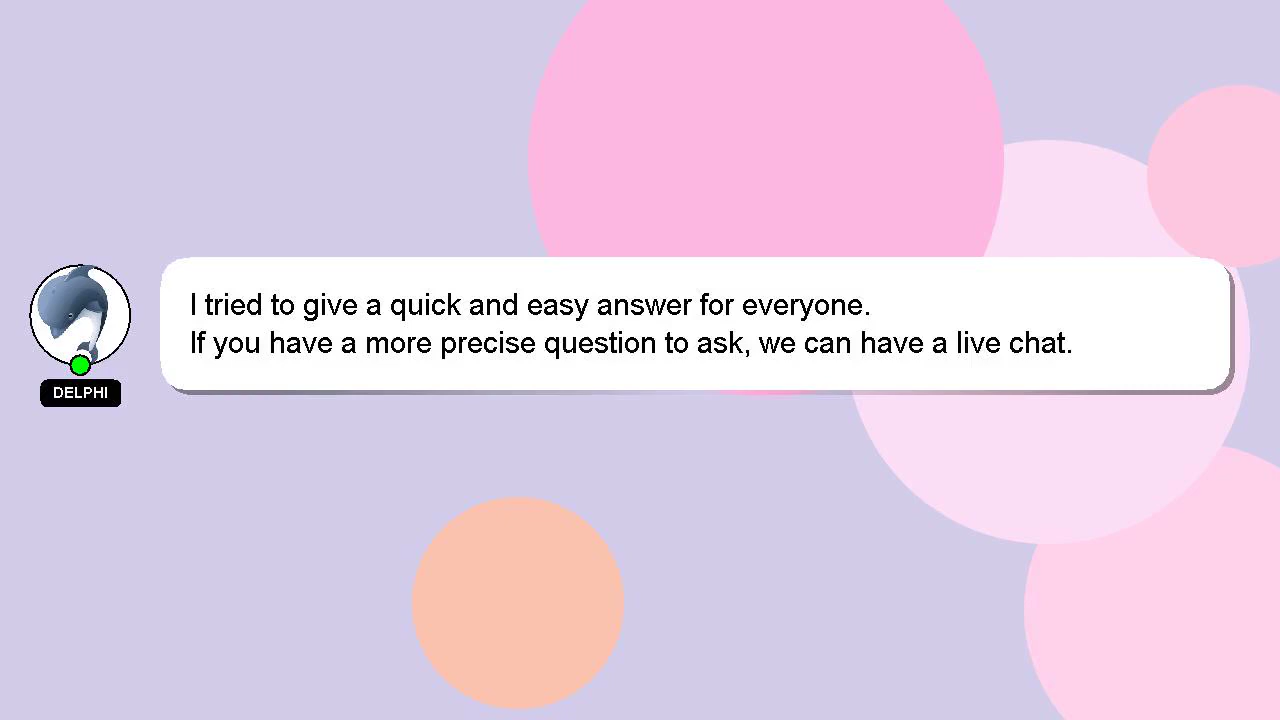 I tried to give a quick and easy answer for everyone.
If you have a more precise question to ask, we can have a live chat.
DELPHI